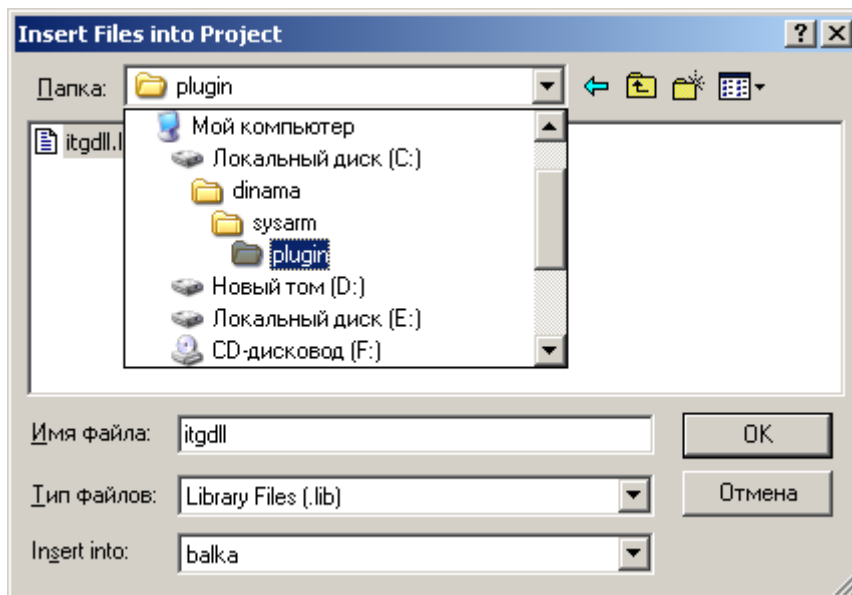 Insert Files into Project
Папка: plugin
itgdll.l
Мой компьютер
Локальный диск (C:)
dinama
sysarm
plugin
Новый том (D:)
Локальный диск (E:)
CD-дисковод (F:)
Имя файла: itgdll OK
Тип файлов: Library Files (.lib) Отмена
Insert into: balka